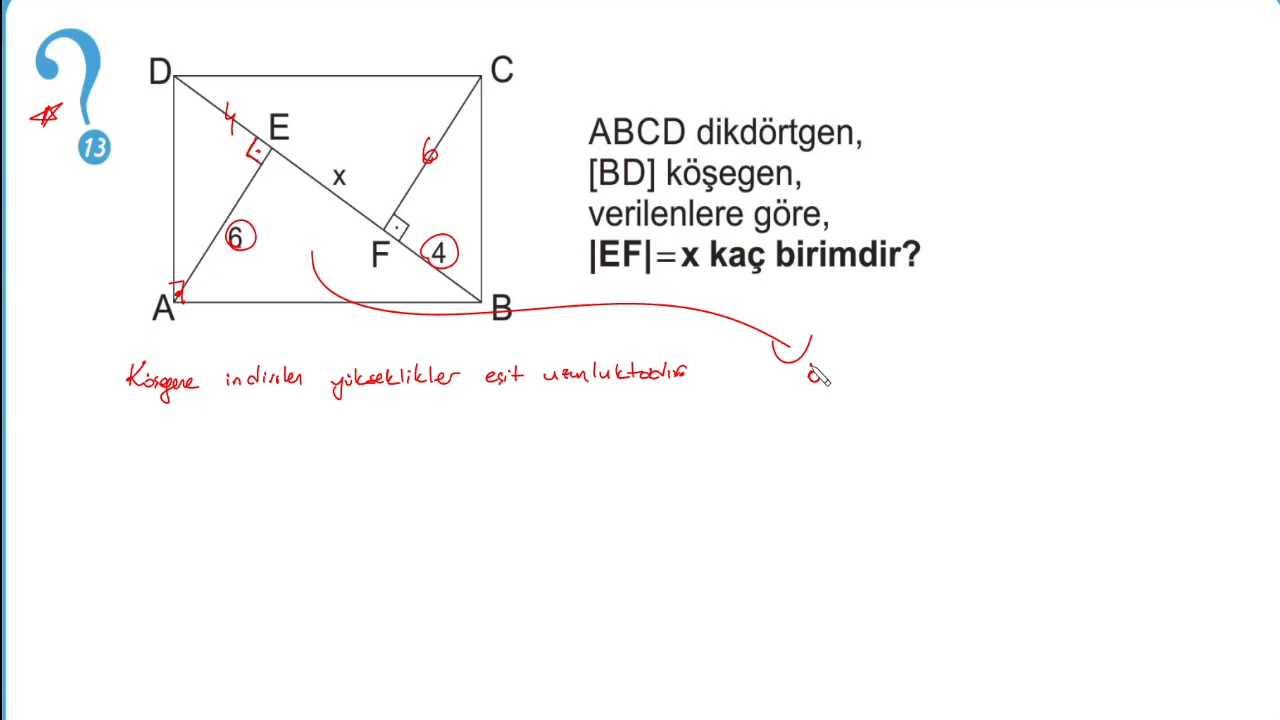 13
D
C
4
E
6
x
ABCD dikdörtgen,
[BD] köşegen,
verilenlere göre,
|EF|=x kaç birimdir?
6
F
4
A
B
Köşegene indirilen yükseklikler eşit uzunluktadır